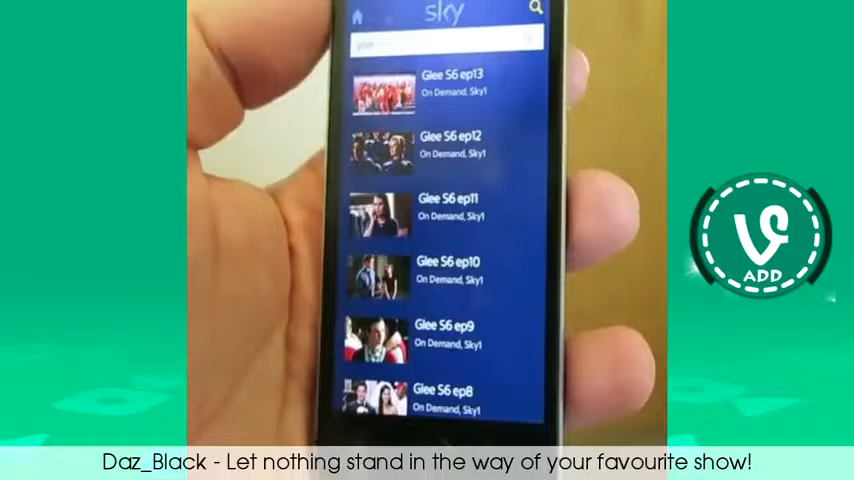 sky
glee
Glee S6 ep13
On Demand, Sky1
Glee S6 ep12
On Demand, Sky1
Glee S6 ep11
On Demand, Sky1
Glee S6 ep10
On Demand, Sky1
Glee S6 ep9
On Demand, Sky1
Glee S6 ep8
On Demand, Sky1
ADD
Daz_Black - Let nothing stand in the way of your favourite show!